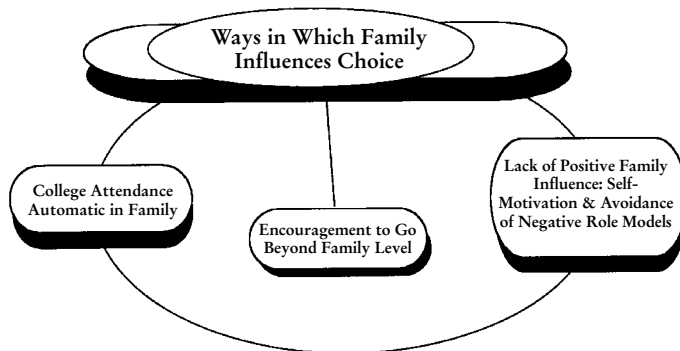 Ways in Which Family
Influences Choice
College Attendance
Automatic in Family
Encouragement to Go
Beyond Family Level
Lack of Positive Family
Influence: Self-
Motivation & Avoidance
of Negative Role Models